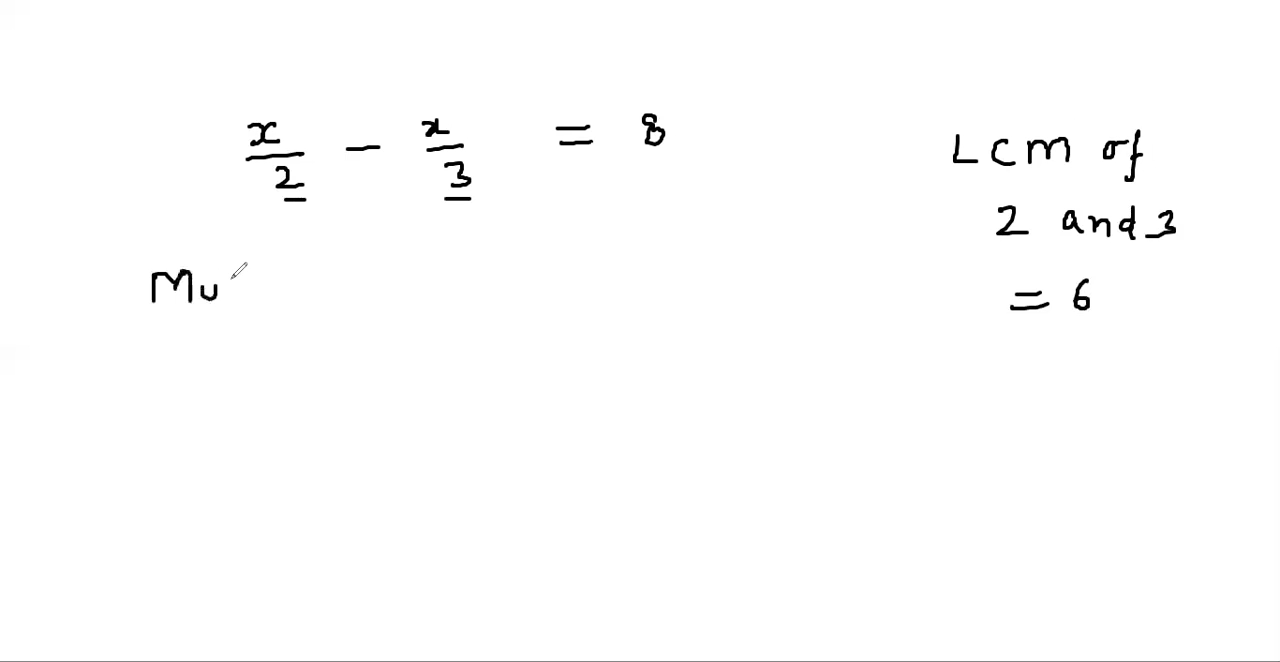 x/2 - x/3 = 8
LCM of
2 and 3
= 6
Mu